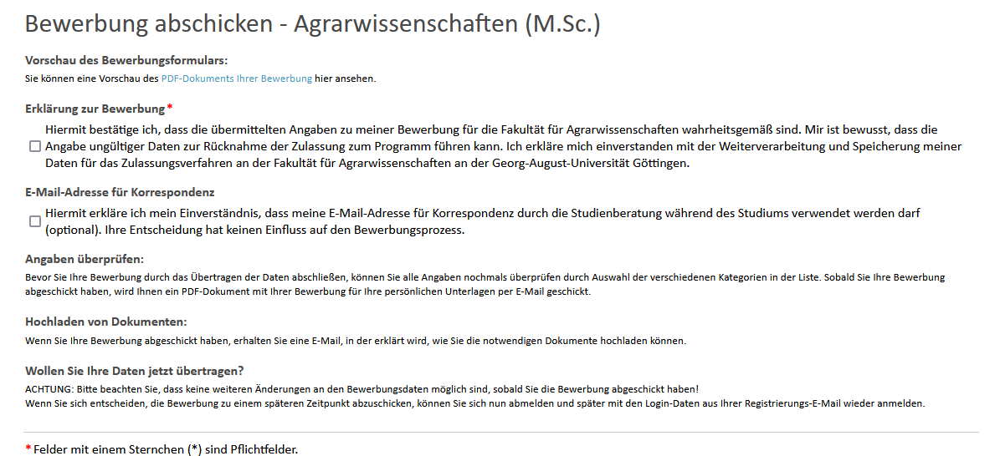 Bewerbung abschicken - Agrarwissenschaften (M.Sc.)
Vorschau des Bewerbungsformulars:
Sie können eine Vorschau des PDF-Dokuments Ihrer Bewerbung hier ansehen.
Erklärung zur Bewerbung*
Hiermit bestätige ich, dass die übermittelten Angaben zu meiner Bewerbung für die Fakultät für Agrarwissenschaften wahrheitsgemäß sind. Mir ist bewusst, dass die
Angabe ungültiger Daten zur Rücknahme der Zulassung zum Programm führen kann. Ich erkläre mich einverstanden mit der Weiterverarbeitung und Speicherung meiner
Daten für das Zulassungsverfahren an der Fakultät für Agrarwissenschaften an der Georg-August-Universität Göttingen.
E-Mail-Adresse für Korrespondenz
Hiermit erkläre ich mein Einverständnis, dass meine E-Mail-Adresse für Korrespondenz durch die Studienberatung während des Studiums verwendet werden darf
(optional). Ihre Entscheidung hat keinen Einfluss auf den Bewerbungsprozess.
Angaben überprüfen:
Bevor Sie Ihre Bewerbung durch das Übertragen der Daten abschließen, können Sie alle Angaben nochmals überprüfen durch Auswahl der verschiedenen Kategorien in der Liste. Sobald Sie Ihre Bewerbung
abgeschickt haben, wird Ihnen ein PDF-Dokument mit Ihrer Bewerbung für Ihre persönlichen Unterlagen per E-Mail geschickt.
Hochladen von Dokumenten:
Wenn Sie Ihre Bewerbung abgeschickt haben, erhalten Sie eine E-Mail, in der erklärt wird, wie Sie die notwendigen Dokumente hochladen können.
Wollen Sie Ihre Daten jetzt übertragen?
ACHTUNG: Bitte beachten Sie, dass keine weiteren Änderungen an den Bewerbungsdaten möglich sind, sobald Sie die Bewerbung abgeschickt haben!
Wenn Sie sich entscheiden, die Bewerbung zu einem späteren Zeitpunkt abzuschicken, können Sie sich nun abmelden und später mit den Login-Daten aus Ihrer Registrierungs-E-Mail wieder anmelden.
* Felder mit einem Sternchen (*) sind Pflichtfelder.